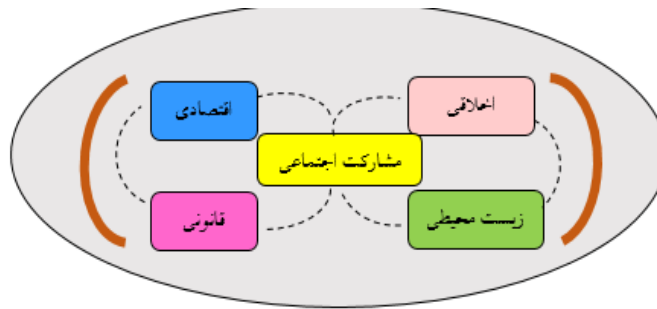 اخلاقی
اقتصادی
مشارکت اجتماعی
زیست محیطی
قانونی